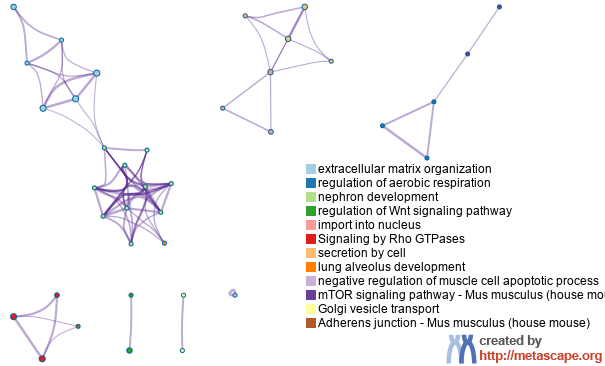 extracellular matrix organization
regulation of aerobic respiration
nephron development
regulation of Wnt signaling pathway
import into nucleus
Signaling by Rho GTPases
secretion by cell
lung alveolus development
negative regulation of muscle cell apoptotic process
mTOR signaling pathway - Mus musculus (house mo
Golgi vesicle transport
Adherens junction - Mus musculus (house mouse)
created by
http://metascape.org